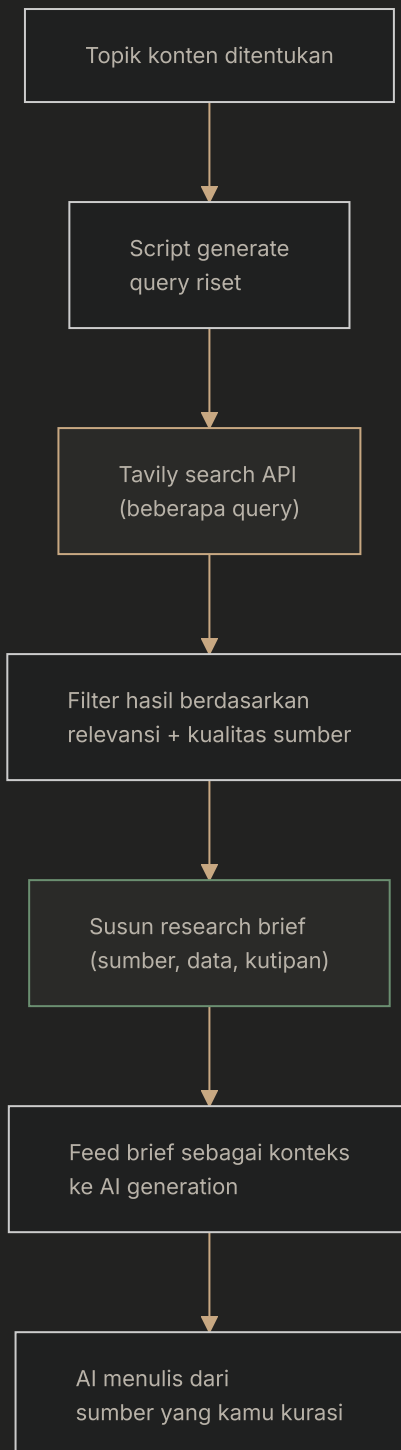 Topik konten ditentukan
Script generate
query riset
Tavily search API
(beberapa query)
Filter hasil berdasarkan
relevansi + kualitas sumber
Susun research brief
(sumber, data, kutipan)
Feed brief sebagai konteks
ke AI generation
AI menulis dari
sumber yang kamu kurasi